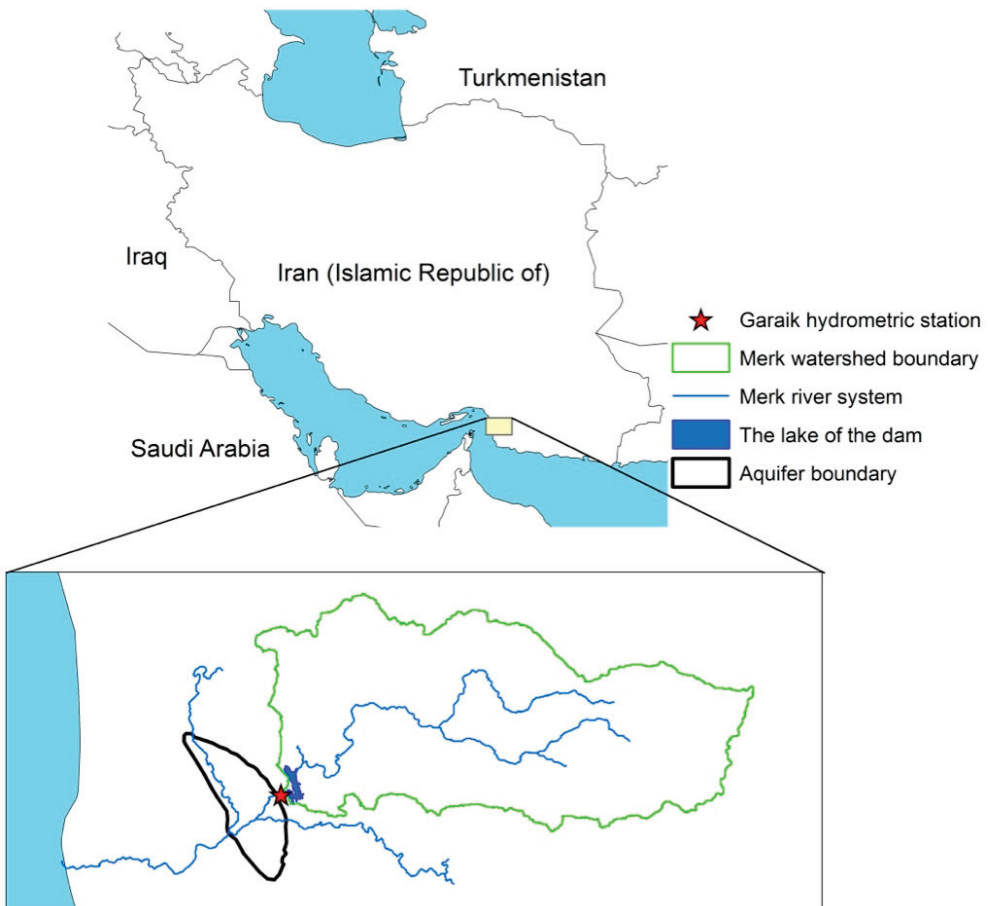 Turkmenistan
Iraq
Iran (Islamic Republic of)
Saudi Arabia
Garaik hydrometric station
Merk watershed boundary
Merk river system
The lake of the dam
Aquifer boundary